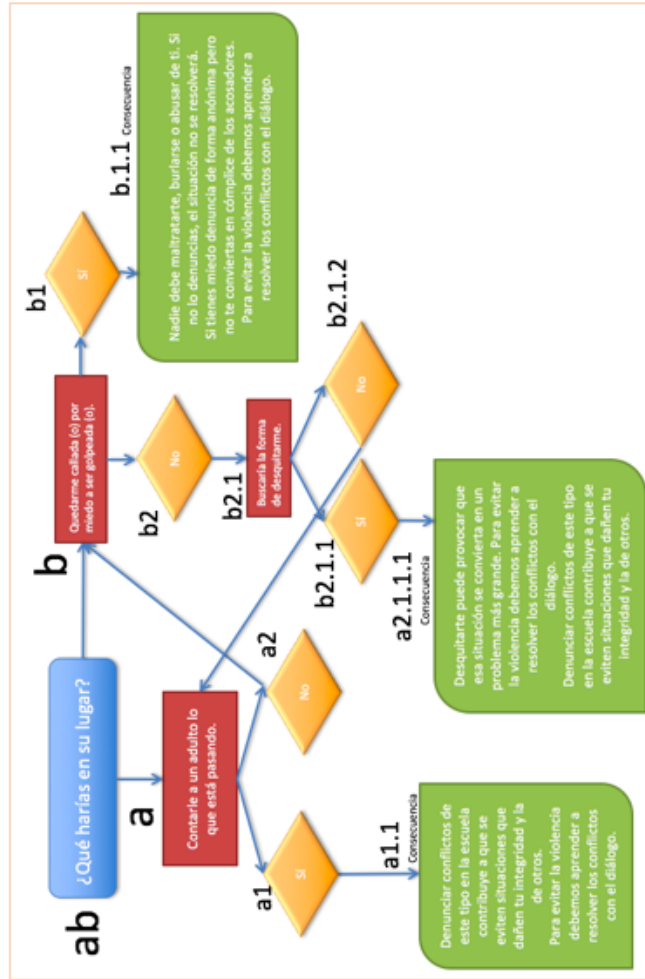 ab
¿Qué harías en su lugar?
a
Contarle a un adulto lo
que está pasando.
a1
Sí
a1.1
Consecuencia
Denunciar conflictos de
este tipo en la escuela
contribuye a que se
eviten situaciones que
dañen tu integridad y la
de otros.
Para evitar la violencia
debemos aprender a
resolver los conflictos
con el diálogo.
a2
No
b
Quedarme callada (o) por
miedo a ser golpeada (o).
b1
Sí
b.1.1
Consecuencia
Nadie debe maltratarte, burlarse o abusar de ti. Si
no lo denuncias, el situación no se resolverá.
Si tienes miedo denuncia de forma anónima pero
no te conviertas en cómplice de los acosadores.
Para evitar la violencia debemos aprender a
resolver los conflictos con el diálogo.
b2
No
b2.1
Buscaría la forma
de desquitarme.
b2.1.1
Sí
a2.1.1.1
Consecuencia
Desquitarte puede provocar que
esa situación se convierta en un
problema más grande. Para evitar
la violencia debemos aprender a
resolver los conflictos con el
diálogo.
Denunciar conflictos de este tipo
en la escuela contribuye a que se
eviten situaciones que dañen tu
integridad y la de otros.
b2.1.2
No